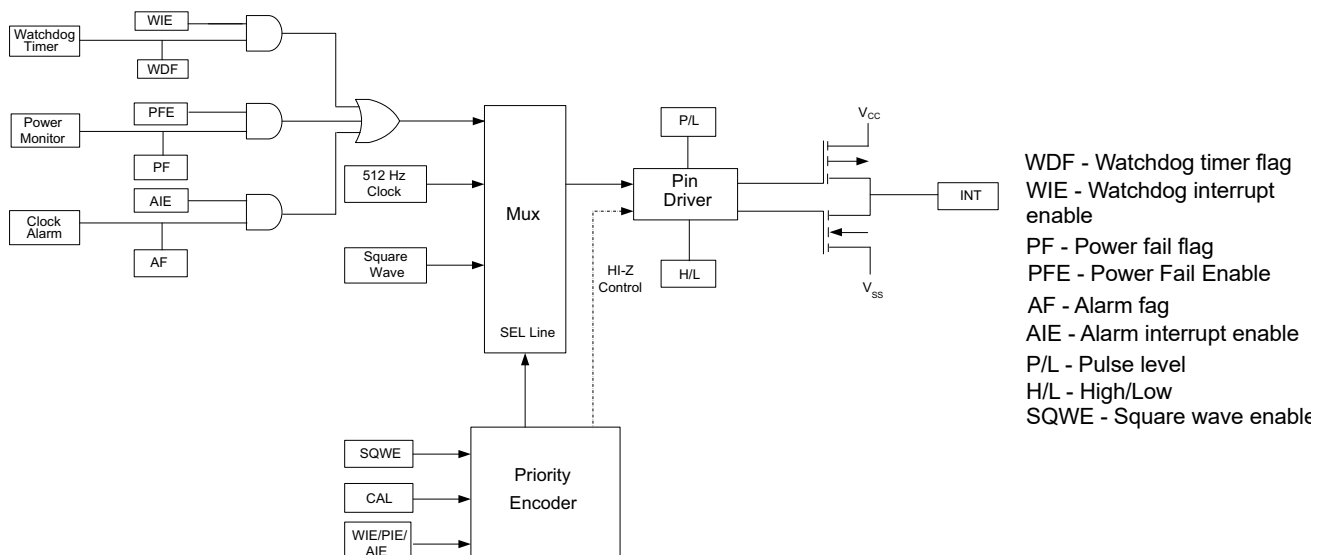 WIE
Watchdog
Timer
WDF
PFE
Power
Monitor
PF
AIE
Clock
Alarm
AF
512 Hz
Clock
Square
Wave
Mux
SEL Line
P/L
Pin
Driver
H/L
HI-Z
Control
VCC
INT
VSS
SQWE
CAL
WIE/PIE/
AIE
Priority
Encoder
WDF - Watchdog timer flag
WIE - Watchdog interrupt
enable
PF - Power fail flag
PFE - Power Fail Enable
AF - Alarm fag
AIE - Alarm interrupt enable
P/L - Pulse level
H/L - High/Low
SQWE - Square wave enable